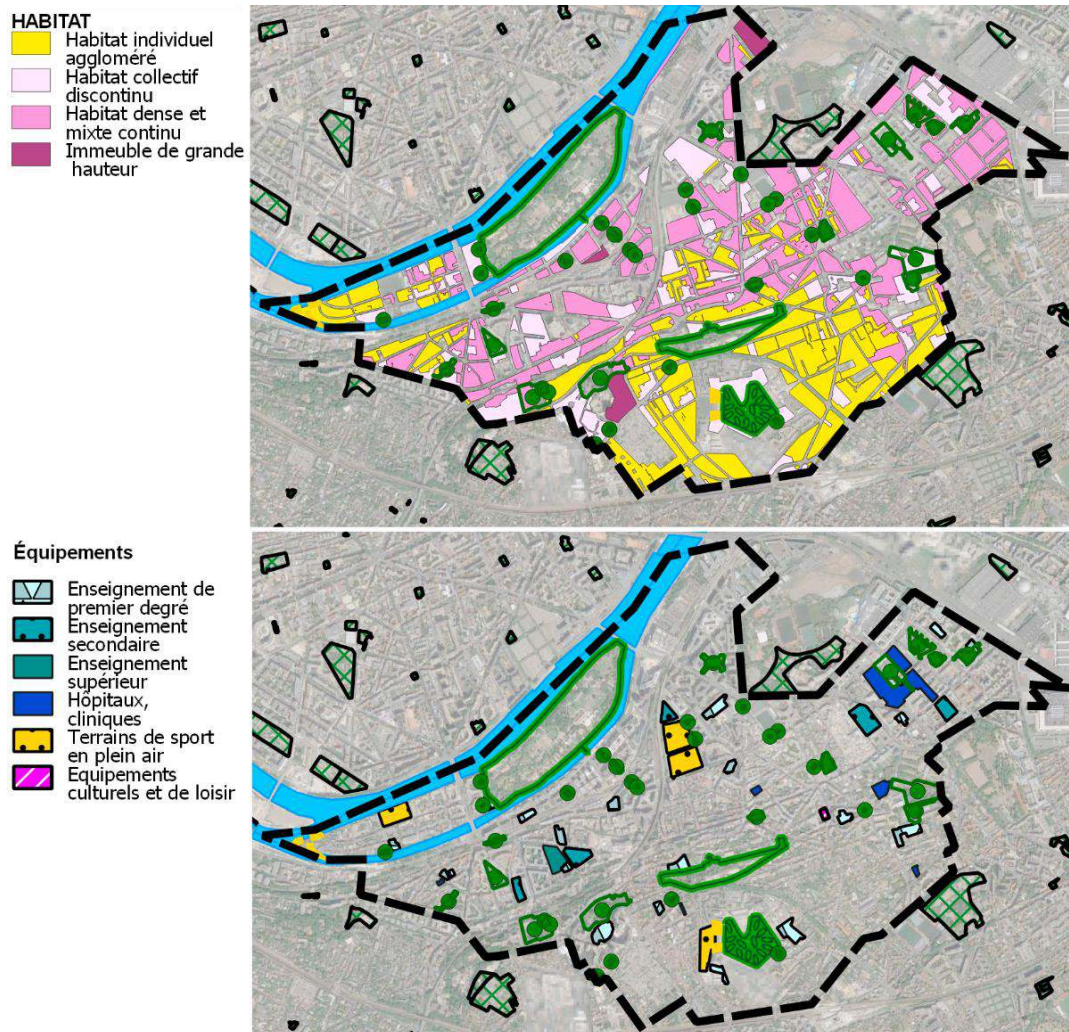 HABITAT
Habitat individuel
aggloméré
Habitat collectif
discontinu
Habitat dense et
mixte continu
Immeuble de grande
hauteur
Équipements
Enseignement de
premier degré
Enseignement
secondaire
Enseignement
supérieur
Hôpitaux,
cliniques
Terrains de sport
en plein air
Equipements
culturels et de loisir